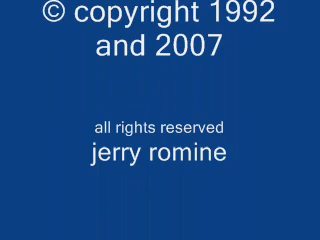 © copyright 1992
and 2007
all rights reserved
jerry romine